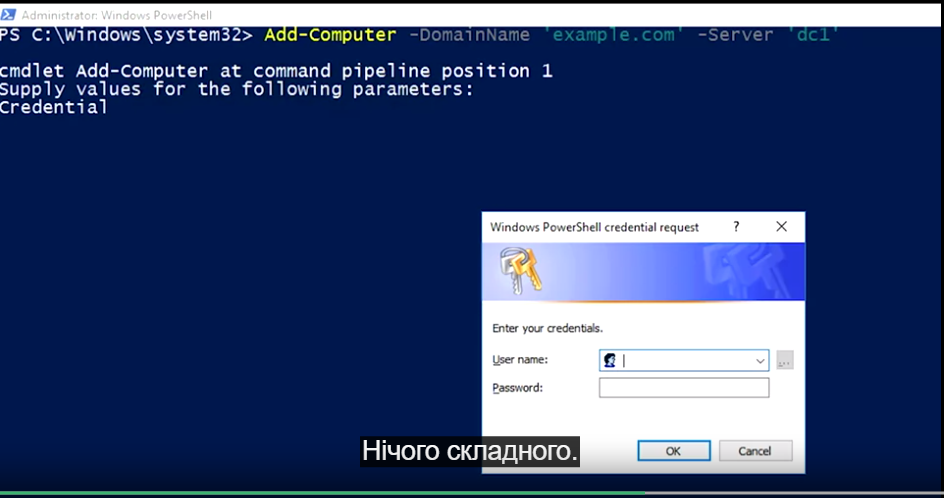 Administrator: Windows PowerShell
PS C:\Windows\system32> Add-Computer -DomainName 'example.com' -Server 'dc1'
cmdlet Add-Computer at command pipeline position 1
Supply values for the following parameters:
Credential
Windows PowerShell credential request
Enter your credentials.
User name:
Password:
OK Cancel
Нічого складного.